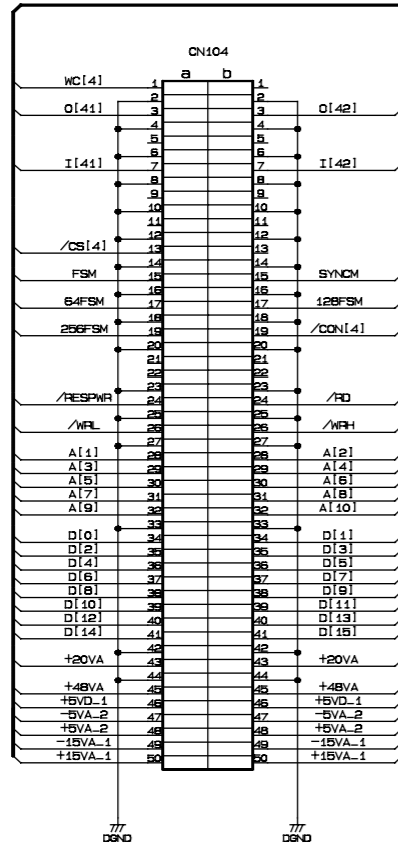 CN104
a b
WC[4] 1 1
2 2
O[41] 3 3 O[42]
4 4
5 5
6 6
I[41] 7 7 I[42]
8 8
9 9
10 10
11 11
12 12
/CS[4] 13 13
14 14
FSM 15 15 SYNCM
16 16
64FSM 17 17 128FSM
18 18
256FSM 19 19 /CON[4]
20 20
21 21
22 22
23 23
/RESPWR 24 24 /RD
25 25
/WRL 26 26 /WRH
27 27
A[1] 28 28 A[2]
A[3] 29 29 A[4]
A[5] 30 30 A[6]
A[7] 31 31 A[8]
A[9] 32 32 A[10]
33 33
D[0] 34 34 D[1]
D[2] 35 35 D[3]
D[4] 36 36 D[5]
D[6] 37 37 D[7]
D[8] 38 38 D[9]
D[10] 39 39 D[11]
D[12] 40 40 D[13]
D[14] 41 41 D[15]
42 42
+20VA 43 43 +20VA
44 44
+48VA 45 45 +48VA
+5VD_1 46 46 +5VD_1
-5VA_2 47 47 -5VA_2
+5VA_2 48 48 +5VA_2
-15VA_1 49 49 -15VA_1
+15VA_1 50 50 +15VA_1
DGND DGND